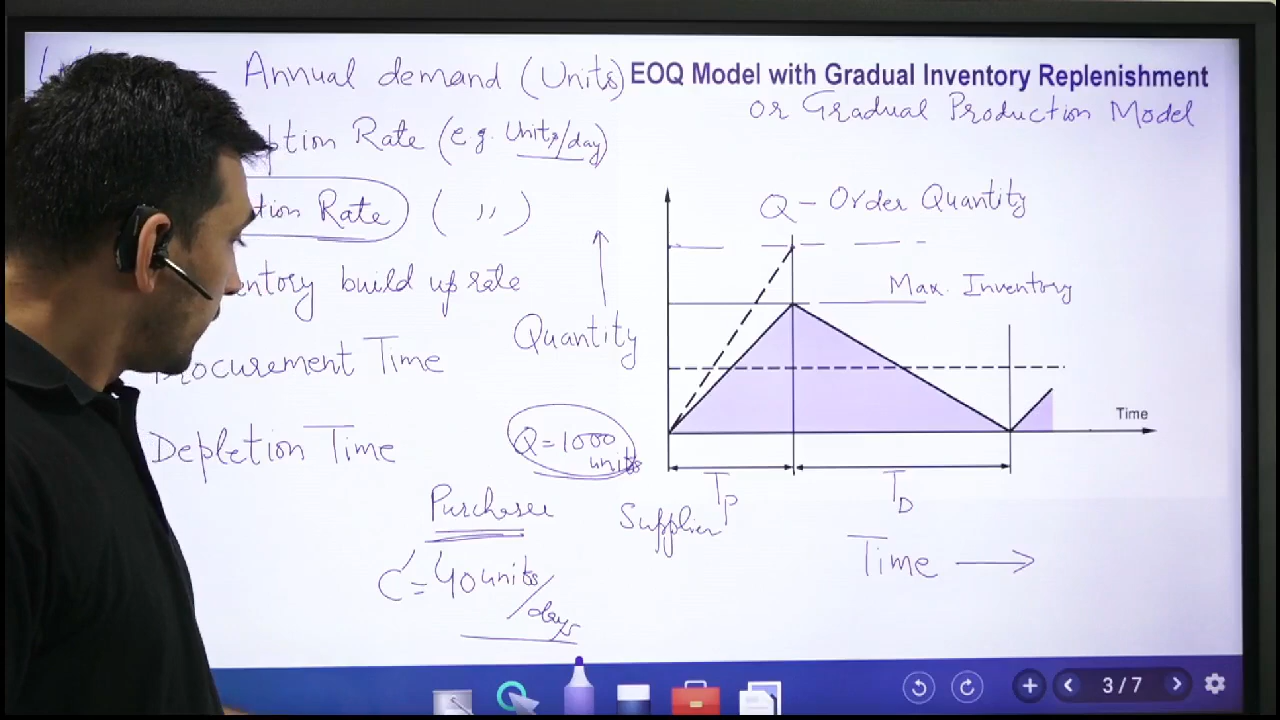 — Annual demand (Units)
EOQ Model with Gradual Inventory Replenishment
or Gradual Production Model
Rate (e.g. Units/day)
Rate ( ,, )
Q - Order Quantity
build up rate
Max. Inventory
Quantity
Procurement Time
Time
Depletion Time
Q=1000
units
TP
TD
Purchaser
Supplier
Time
C'= 40 units/
days
3/7